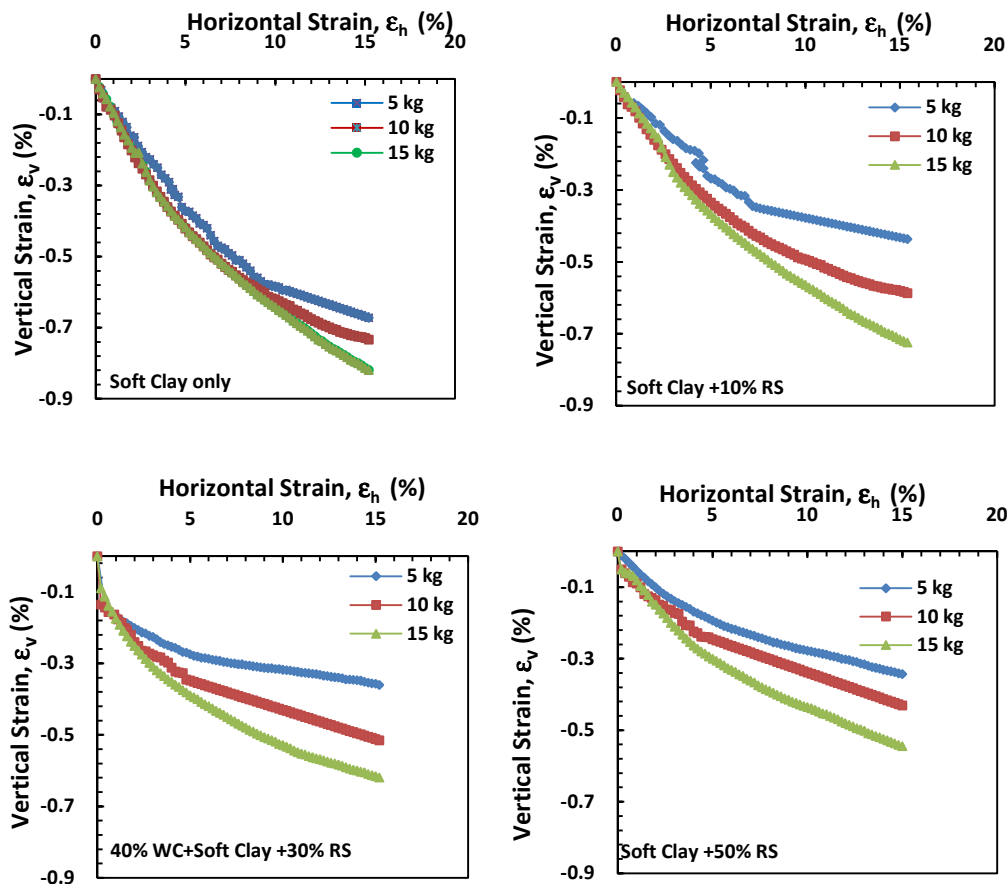 Horizontal Strain, εh (%)
0 5 10 15 20
-0.1
-0.3
-0.5
-0.7
-0.9
Vertical Strain, εv (%)
5 kg
10 kg
15 kg
Soft Clay only
Horizontal Strain, εh (%)
0 5 10 15 20
-0.1
-0.3
-0.5
-0.7
-0.9
Vertical Strain, εv (%)
5 kg
10 kg
15 kg
Soft Clay +10% RS
Horizontal Strain, εh (%)
0 5 10 15 20
-0.1
-0.3
-0.5
-0.7
-0.9
Vertical Strain, εv (%)
5 kg
10 kg
15 kg
40% WC+Soft Clay +30% RS
Horizontal Strain, εh (%)
0 5 10 15 20
-0.1
-0.3
-0.5
-0.7
-0.9
Vertical Strain, εv (%)
5 kg
10 kg
15 kg
Soft Clay +50% RS